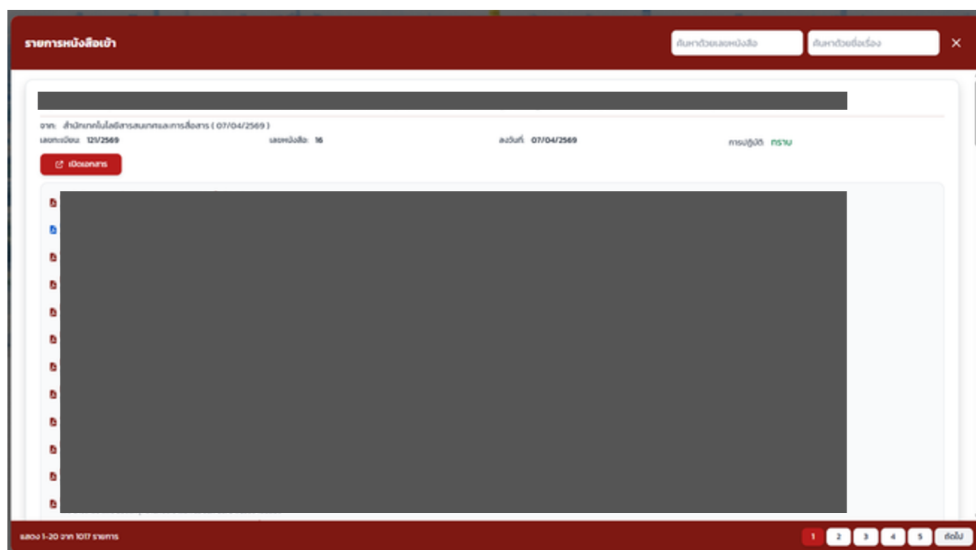 รายการหนังสือเข้า
ค้นหาด้วยเลขหนังสือ
ค้นหาด้วยชื่อเรื่อง
จาก: สำนักเทคโนโลยีสารสนเทศและการสื่อสาร ( 07/04/2569 )
เลขทะเบียน: 121/2569 เลขหนังสือ: 16 ลงวันที่: 07/04/2569 การปฏิบัติ: ทราบ
เปิดเอกสาร
แสดง 1-20 จาก 1017 รายการ
1 2 3 4 5 ถัดไป